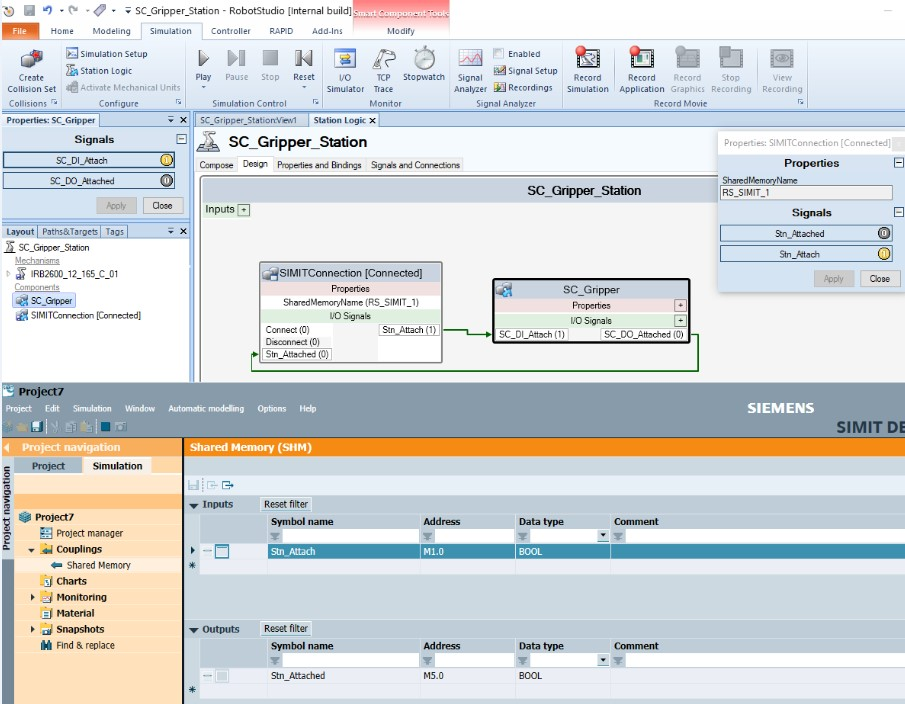 SC_Gripper_Station - RobotStudio [Internal build]
Smart Component Tools
File Home Modeling Simulation Controller RAPID Add-Ins Modify
Create Collision Set
Collisions
Simulation Setup
Station Logic
Activate Mechanical Units
Configure
Play Pause Stop Reset
Simulation Control
I/O Simulator TCP Trace Stopwatch
Monitor
Signal Analyzer
Enabled
Signal Setup
Recordings
Signal Analyzer
Record Simulation Record Application Record Graphics Stop Recording
Record Movie
View Recording
Properties: SC_Gripper
Signals
SC_DI_Attach
SC_DO_Attached
Apply Close
Layout Paths&Targets Tags
SC_Gripper_Station
Mechanisms
IRB2600_12_165_C_01
Components
SC_Gripper
SIMITConnection [Connected]
SC_Gripper_Station:View1 Station Logic
SC_Gripper_Station
Compose Design Properties and Bindings Signals and Connections
SC_Gripper_Station
Inputs +
SIMITConnection [Connected]
Properties
SharedMemoryName (RS_SIMIT_1)
I/O Signals
Connect (0) Stn_Attach (1)
Disconnect (0)
Stn_Attached (0)
SC_Gripper
Properties +
I/O Signals +
SC_DI_Attach (1) SC_DO_Attached (0)
Properties: SIMITConnection [Connected]
Properties
SharedMemoryName
RS_SIMIT_1
Signals
Stn_Attached
Stn_Attach
Apply Close
Project7
Project Edit Simulation Window Automatic modelling Options Help
SIEMENS
SIMIT DE
Project navigation
Project Simulation
Project navigation
Project7
Project manager
Couplings
Shared Memory
Charts
Monitoring
Material
Snapshots
Find & replace
Shared Memory (SHM)
Inputs Reset filter
Symbol name Address Data type Comment
Stn_Attach M1.0 BOOL
Outputs Reset filter
Symbol name Address Data type Comment
Stn_Attached M5.0 BOOL